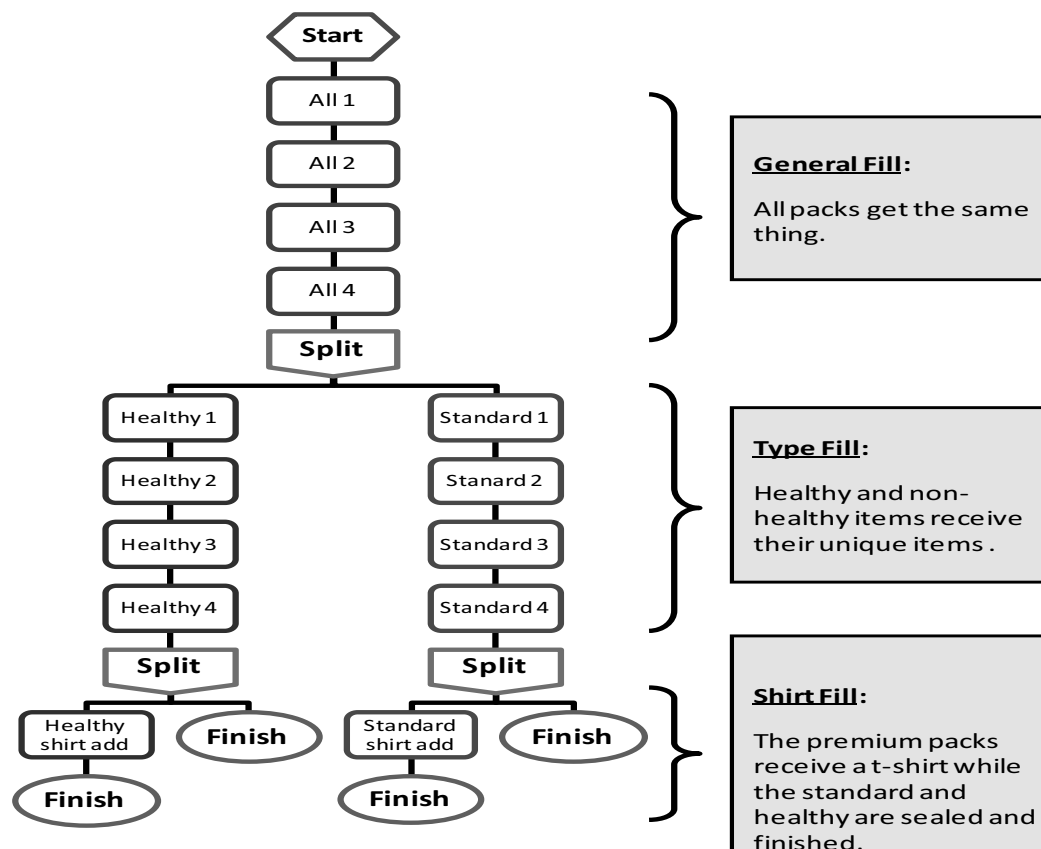 Start
All 1
All 2
All 3
All 4
Split
General Fill:
All packs get the same
thing.
Healthy 1
Healthy 2
Healthy 3
Healthy 4
Split
Standard 1
Stanard 2
Standard 3
Standard 4
Split
Type Fill:
Healthy and non-
healthy items receive
their unique items .
Healthy
shirt add
Finish
Finish
Standard
shirt add
Finish
Finish
Shirt Fill:
The premium packs
receive a t-shirt while
the standard and
healthy are sealed and
finished.